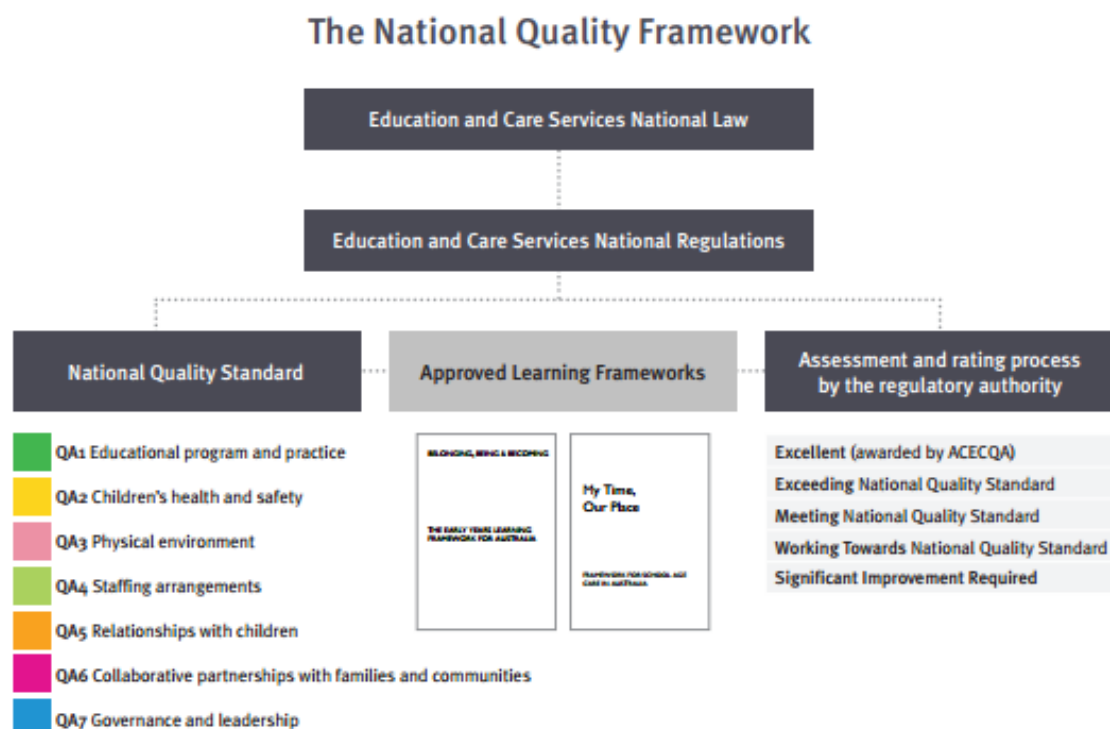 The National Quality Framework
Education and Care Services National Law
Education and Care Services National Regulations
National Quality Standard
QA1 Educational program and practice
QA2 Children's health and safety
QA3 Physical environment
QA4 Staffing arrangements
QA5 Relationships with children
QA6 Collaborative partnerships with families and communities
QA7 Governance and leadership
Approved Learning Frameworks
BELONGING, BEING & BECOMING
THE EARLY YEARS LEARNING
FRAMEWORK FOR AUSTRALIA
My Time,
Our Place
FRAMEWORK FOR SCHOOL AGE
CARE IN AUSTRALIA
Assessment and rating process
by the regulatory authority
Excellent (awarded by ACECQA)
Exceeding National Quality Standard
Meeting National Quality Standard
Working Towards National Quality Standard
Significant Improvement Required